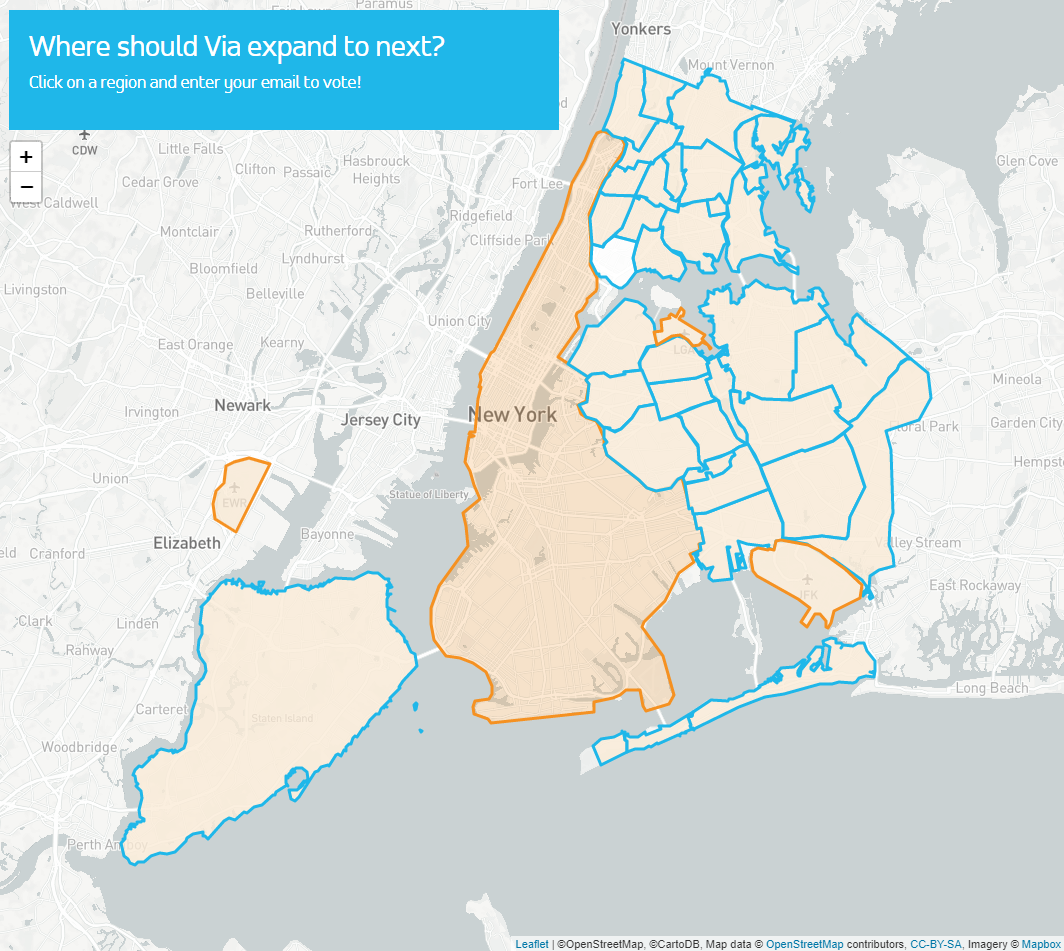 Where should Via expand to next?
Click on a region and enter your email to vote!
Paramus
Yonkers
Mount Vernon
CDW
Little Falls
Hasbrouck
Heights
Glen Cove
Clifton
Passaic
Cedar Grove
Fort Lee
West Caldwell
Ridgefield
Montclair
Rutherford
Cliffside Park
Lyndhurst
Bloomfield
Livingston
Belleville
Union City
East Orange
Kearny
LGA
Mineola
Newark
Irvington
Jersey City
New York
Floral Park
Garden City
Hempst
Union
EWR
Statue of Liberty
Bayonne
Elizabeth
Cranford
Valley Stream
East Rockaway
JFK
Clark
Linden
Rahway
Long Beach
Carteret
Staten Island
Woodbridge
Perth Amboy
+
−
Leaflet | ©OpenStreetMap, ©CartoDB, Map data © OpenStreetMap contributors, CC-BY-SA, Imagery © Mapbox